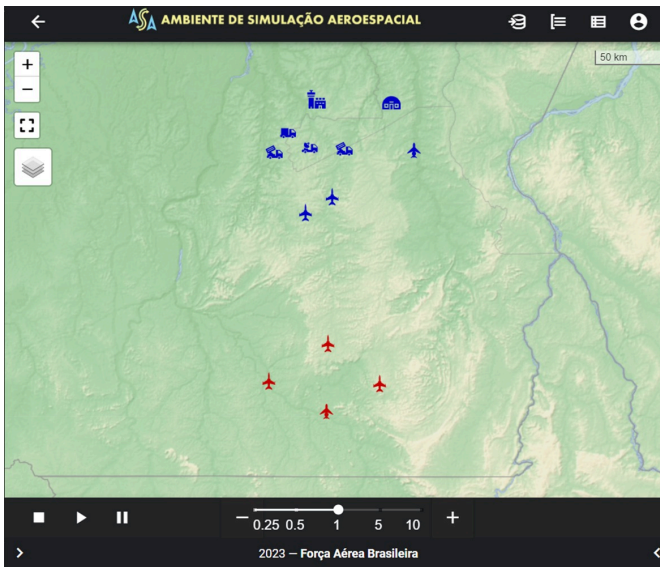 ASA AMBIENTE DE SIMULAÇÃO AEROESPACIAL
+
−
50 km
− 0.25 0.5 1 5 10 +
2023 — Força Aérea Brasileira